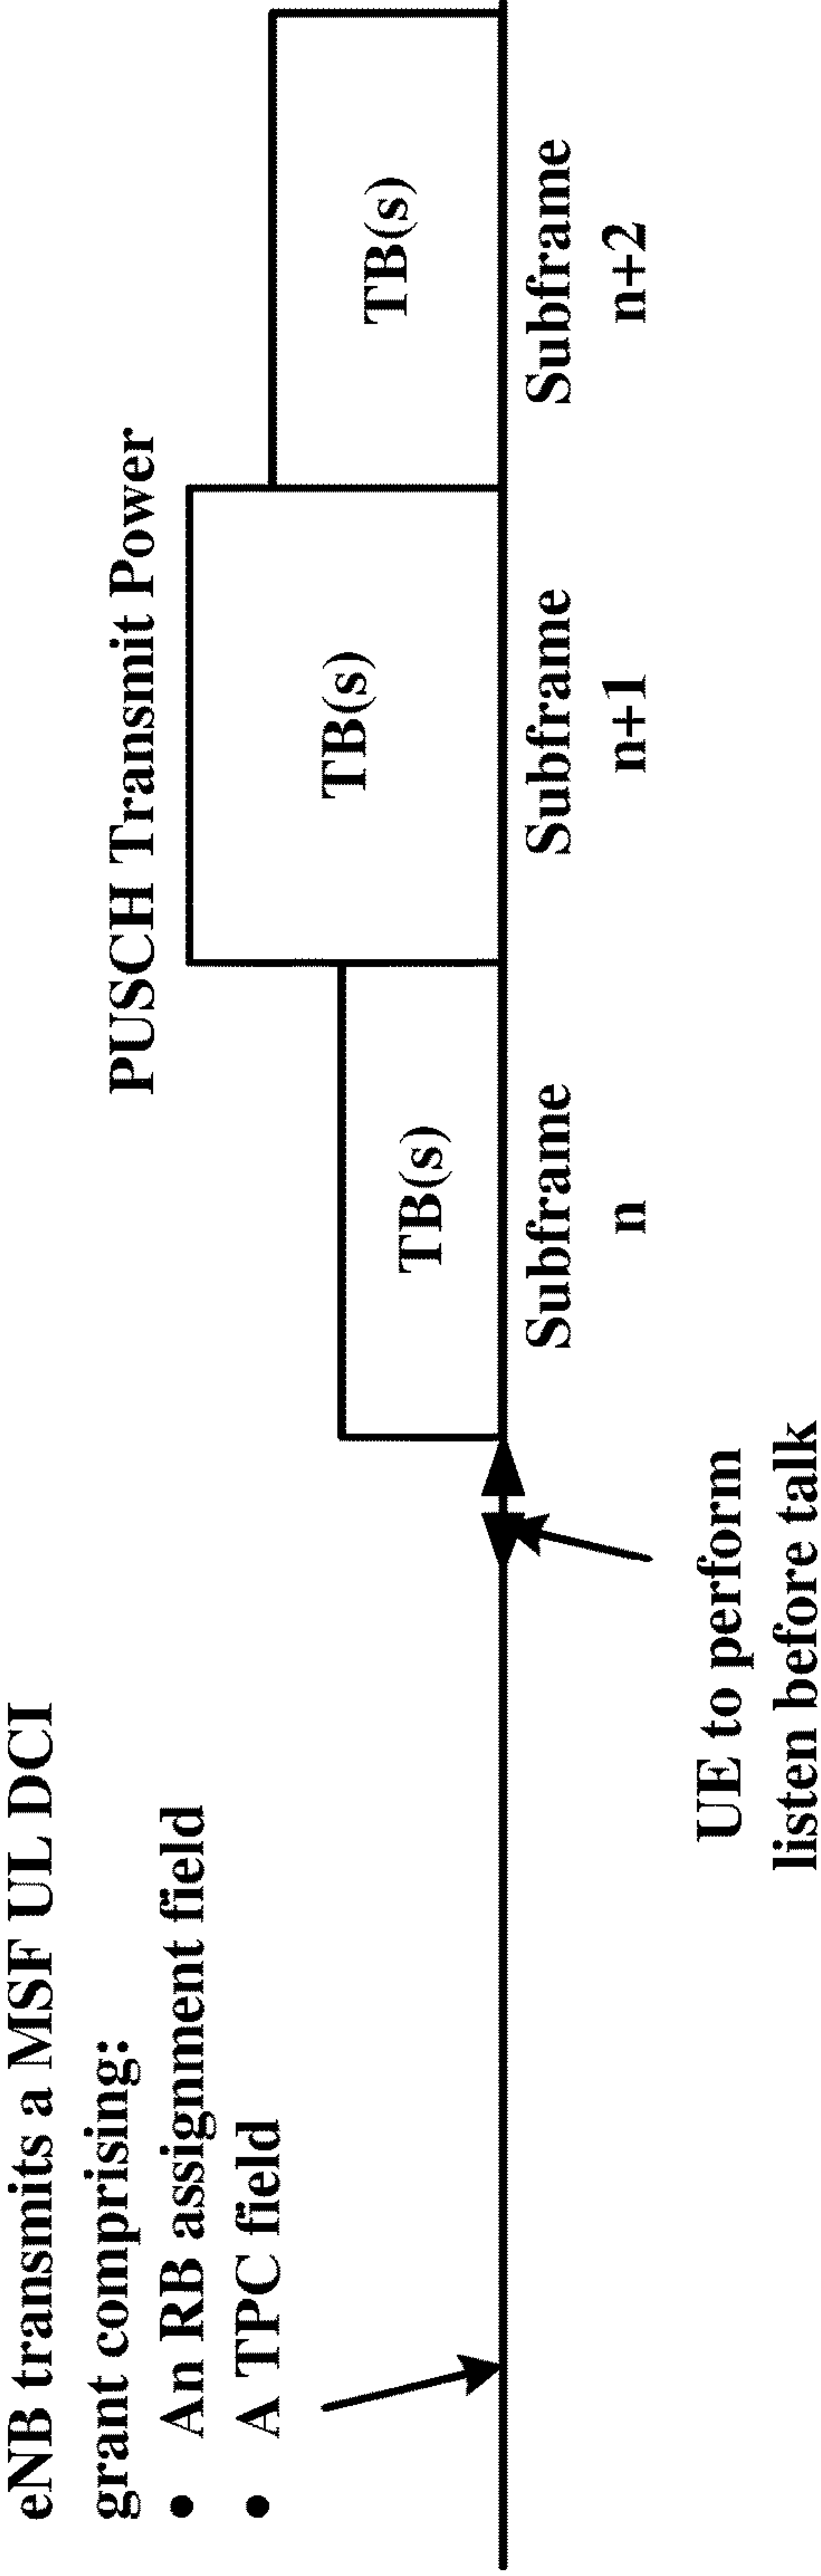 eNB transmits a MSF UL DCI
grant comprising:
• An RB assignment field
• A TPC field
UE to perform
listen before talk
PUSCH Transmit Power
TB(s)
TB(s)
TB(s)
Subframe
n
Subframe
n+1
Subframe
n+2